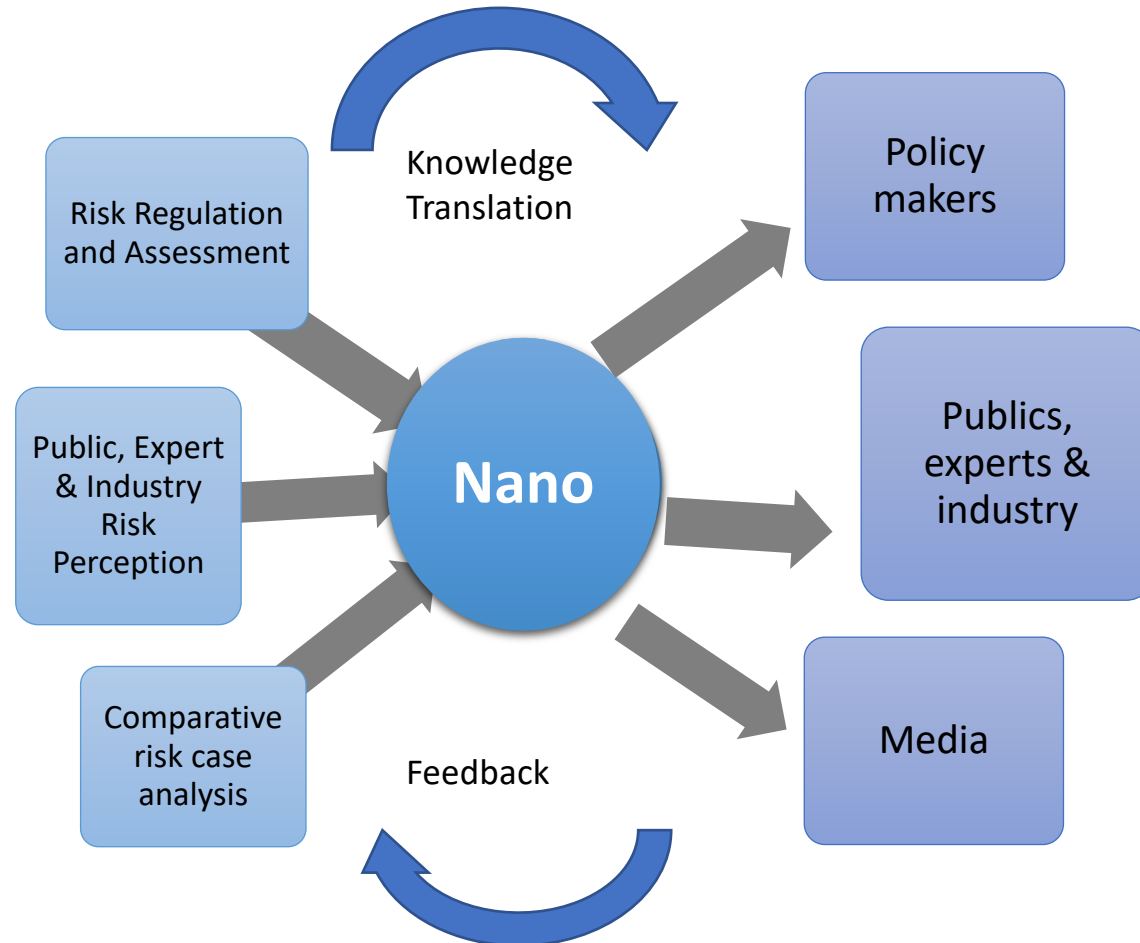 Knowledge
Translation
Policy
makers
Risk Regulation
and Assessment
Public, Expert
& Industry
Risk
Perception
Nano
Publics,
experts &
industry
Comparative
risk case
analysis
Feedback
Media